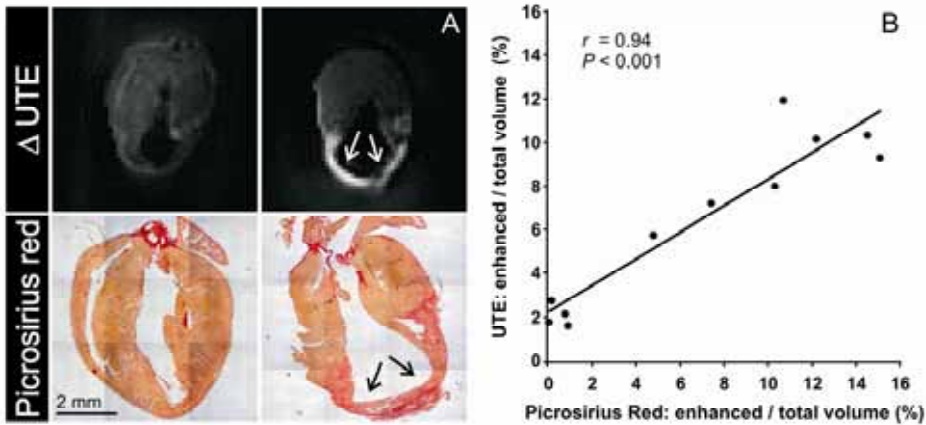 Δ UTE
A
Picrosirius red
2 mm
B
r = 0.94
P < 0.001
UTE: enhanced / total volume (%)
16
14
12
10
8
6
4
2
0
0 2 4 6 8 10 12 14 16
Picrosirius Red: enhanced / total volume (%)